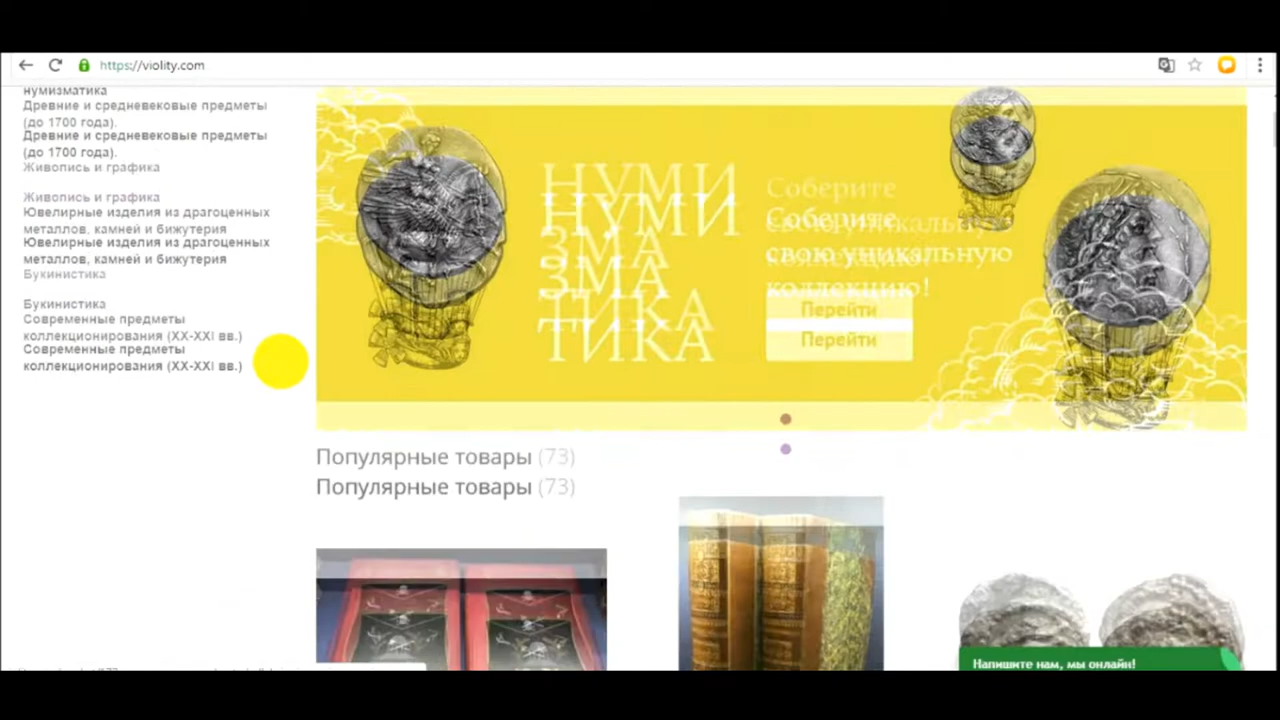 https://violity.com
нумизматика
Древние и средневековые предметы
(до 1700 года).
Древние и средневековые предметы
(до 1700 года).
Живопись и графика
Живопись и графика
Ювелирные изделия из драгоценных
металлов, камней и бижутерия
Ювелирные изделия из драгоценных
металлов, камней и бижутерия
Букинистика
Букинистика
Современные предметы
коллекционирования (XX-XXI вв.)
Современные предметы
коллекционирования (XX-XXI вв.)
НУМИ
НУМИ
ЗМА
ЗМА
ТИКА
ТИКА
Соберите
Соберите
свою уникальную
свою уникальную
коллекцию!
коллекцию!
Перейти
Перейти
Популярные товары (73)
Популярные товары (73)
Напишите нам, мы онлайн!